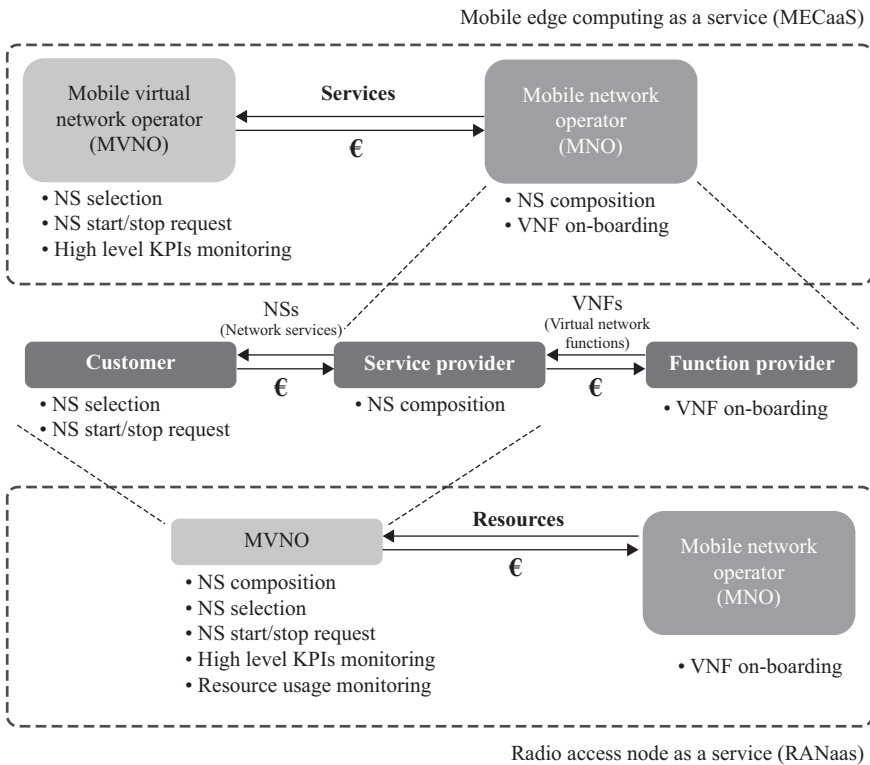 Mobile edge computing as a service (MECaaS)
Mobile virtual
network operator
(MVNO)
Services
€
Mobile network
operator
(MNO)
• NS selection
• NS start/stop request
• High level KPIs monitoring
• NS composition
• VNF on-boarding
NSs
(Network services)
VNFs
(Virtual network
functions)
Customer
€
Service provider
€
Function provider
• NS selection
• NS start/stop request
• NS composition
• VNF on-boarding
MVNO
Resources
€
Mobile network
operator
(MNO)
• NS composition
• NS selection
• NS start/stop request
• High level KPIs monitoring
• Resource usage monitoring
• VNF on-boarding
Radio access node as a service (RANaas)